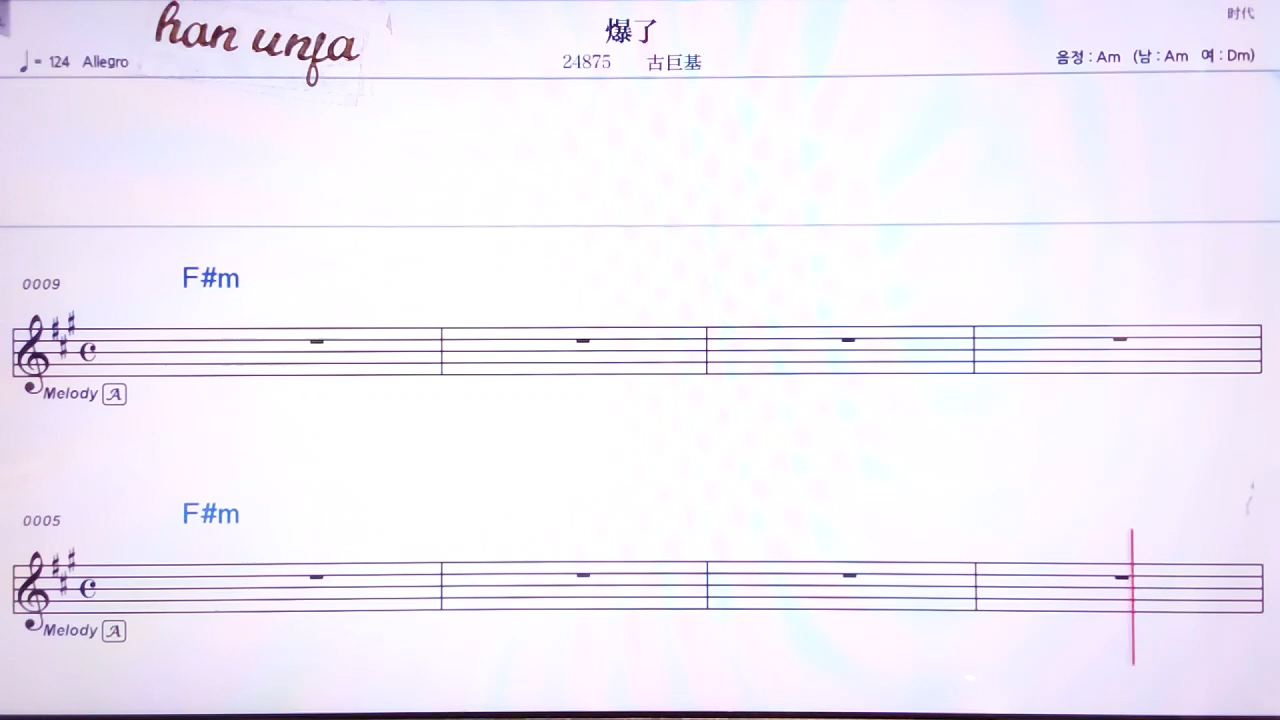 时代
han unfa
爆了
♩= 124 Allegro
24875 古巨基
음정 : Am (남 : Am 여 : Dm)
0009 F#m
Melody A
0005 F#m
Melody A